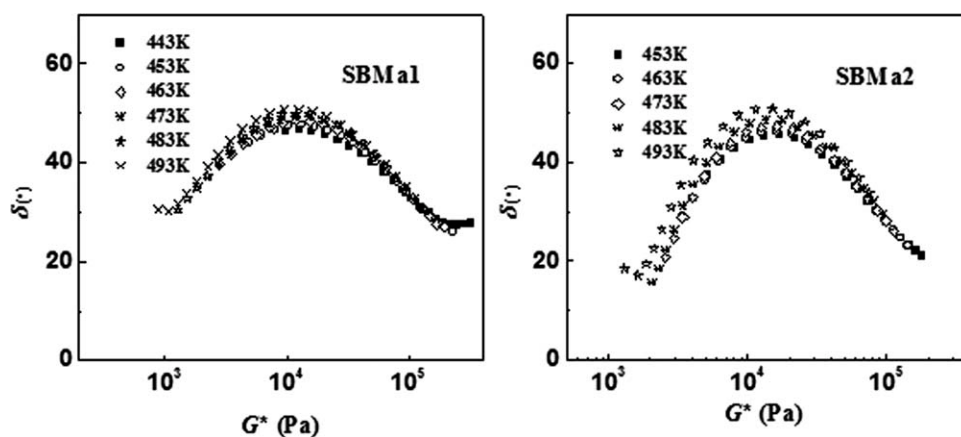 60
40
20
0
δ(°)
443K
453K
463K
473K
483K
493K
SBMa1
10³
10⁴
10⁵
G* (Pa)
60
40
20
0
δ(°)
453K
463K
473K
483K
493K
SBMa2
10³
10⁴
10⁵
G* (Pa)